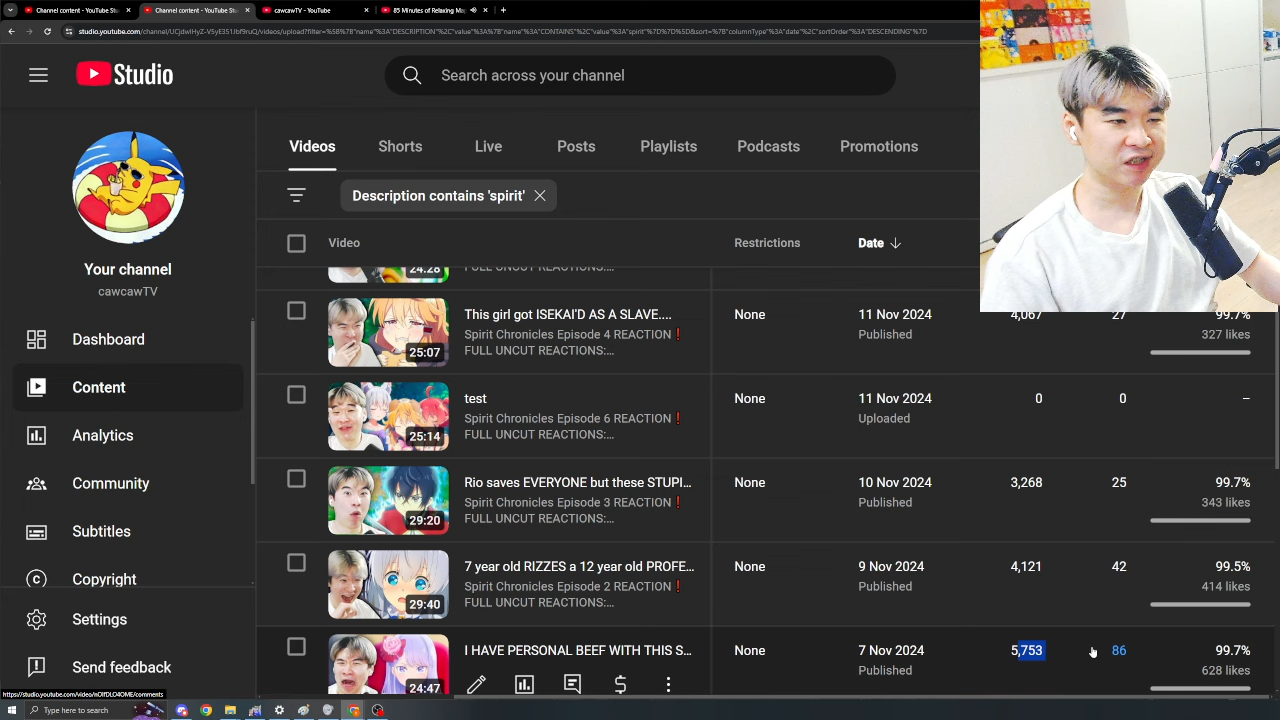 Channel content - YouTube Stu
Channel content - YouTube Stu
cawcawTV - YouTube
85 Minutes of Relaxing Ma
Studio
Search across your channel
Your channel
cawcawTV
Dashboard
Content
Analytics
Community
Subtitles
Copyright
Settings
Send feedback
Videos
Shorts
Live
Posts
Playlists
Podcasts
Promotions
Description contains 'spirit'
Video
Restrictions
Date
24:28
FULL UNCUT REACTIONS:...
25:07
This girl got ISEKAI'D AS A SLAVE....
Spirit Chronicles Episode 4 REACTION❗
FULL UNCUT REACTIONS:...
None
11 Nov 2024
Published
4,067
27
99.7%
327 likes
25:14
test
Spirit Chronicles Episode 6 REACTION❗
FULL UNCUT REACTIONS:...
None
11 Nov 2024
Uploaded
0
0
–
29:20
Rio saves EVERYONE but these STUPI...
Spirit Chronicles Episode 3 REACTION❗
FULL UNCUT REACTIONS:...
None
10 Nov 2024
Published
3,268
25
99.7%
343 likes
29:40
7 year old RIZZES a 12 year old PROFE...
Spirit Chronicles Episode 2 REACTION❗
FULL UNCUT REACTIONS:...
None
9 Nov 2024
Published
4,121
42
99.5%
414 likes
24:47
I HAVE PERSONAL BEEF WITH THIS S...
None
7 Nov 2024
Published
5,753
86
99.7%
628 likes
Type here to search